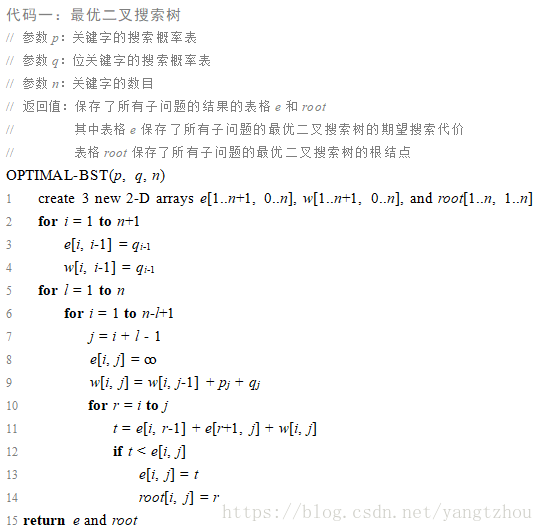 代码一：最优二叉搜索树
// 参数 p：关键字的搜索概率表
// 参数 q：位关键字的搜索概率表
// 参数 n：关键字的数目
// 返回值：保存了所有子问题的结果的表格 e 和 root
// 其中表格 e 保存了所有子问题的最优二叉搜索树的期望搜索代价
// 表格 root 保存了所有子问题的最优二叉搜索树的根结点
OPTIMAL-BST(p, q, n)
1 create 3 new 2-D arrays e[1..n+1, 0..n], w[1..n+1, 0..n], and root[1..n, 1..n]
2 for i = 1 to n+1
3 e[i, i-1] = qi-1
4 w[i, i-1] = qi-1
5 for l = 1 to n
6 for i = 1 to n-l+1
7 j = i + l - 1
8 e[i, j] = ∞
9 w[i, j] = w[i, j-1] + pj + qj
10 for r = i to j
11 t = e[i, r-1] + e[r+1, j] + w[i, j]
12 if t < e[i, j]
13 e[i, j] = t
14 root[i, j] = r
15 return e and root
https://blog.csdn.net/yangtzhou